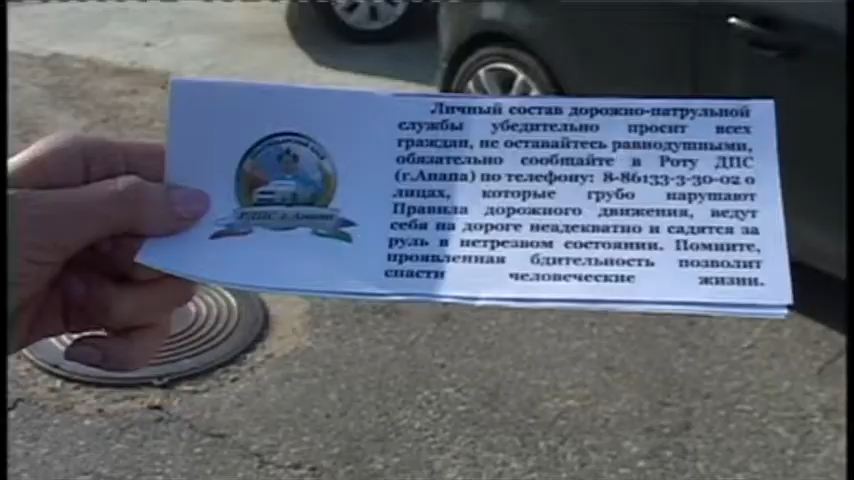 РДПС г.Анапа
Личный состав дорожно-патрульной
службы убедительно просит всех
граждан, не оставайтесь равнодушными,
обязательно сообщайте в Роту ДПС
(г.Анапа) по телефону: 8-86133-3-30-02 о
лицах, которые грубо нарушают
Правила дорожного движения, ведут
себя на дороге неадекватно и садятся за
руль в нетрезвом состоянии. Помните,
проявленная бдительность позволит
спасти человеческие жизни.